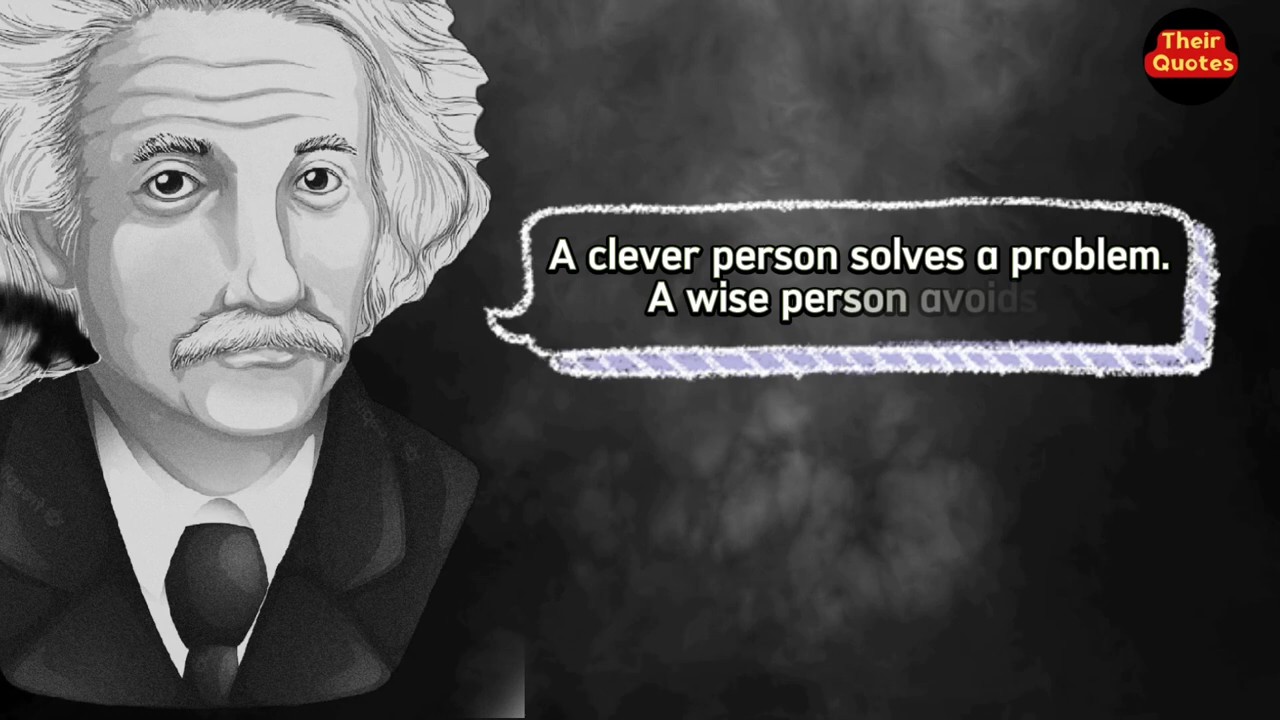 Their
Quotes
A clever person solves a problem.
A wise person avoids